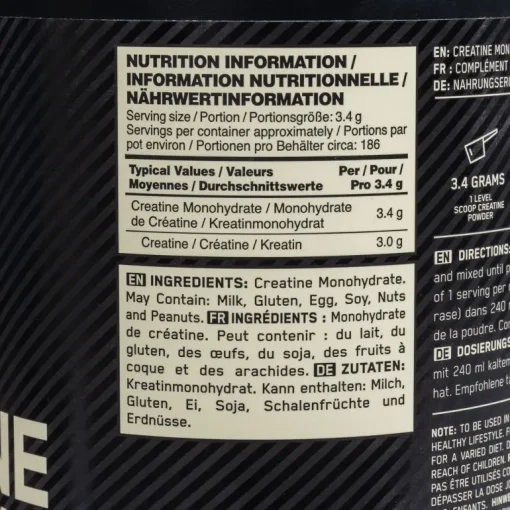 NUTRITION INFORMATION /
INFORMATION NUTRITIONNELLE /
NÄHRWERTINFORMATION
Serving size / Portion / Portionsgröße: 3.4 g
Servings per container approximately / Portions par
pot environ / Portionen pro Behälter circa: 186
Typical Values / Valeurs Per / Pour /
Moyennes / Durchschnittswerte Pro 3.4 g
Creatine Monohydrate / Monohydrate
de Créatine / Kreatinmonohydrat 3.4 g
Creatine / Créatine / Kreatin 3.0 g
EN INGREDIENTS: Creatine Monohydrate.
May Contain: Milk, Gluten, Egg, Soy, Nuts
and Peanuts. FR INGRÉDIENTS : Monohydrate
de créatine. Peut contenir : du lait, du
gluten, des œufs, du soja, des fruits à
coque et des arachides. DE ZUTATEN:
Kreatinmonohydrat. Kann enthalten: Milch,
Gluten, Ei, Soja, Schalenfrüchte und
Erdnüsse.
EN: CREATINE MON
FR : COMPLÉMENT
DE: NAHRUNGSER
3.4 GRAMS
1 LEVEL
SCOOP CREATINE
POWDER
EN DIRECTIONS:
and mixed until p
of 1 serving per
rase) dans 240
de la poudre. Co
DE DOSIERUNGS
mit 240 ml kaltem
hat. Empfohlene ta
NOTE: TO BE USED IN
HEALTHY LIFESTYLE. F
FOR A VARIED DIET. D
REACH OF CHILDREN.
PAS ÊTRE UTILISÉS CO
DÉPASSER LA DOSE JO
ENFANTS. HINWE
NE